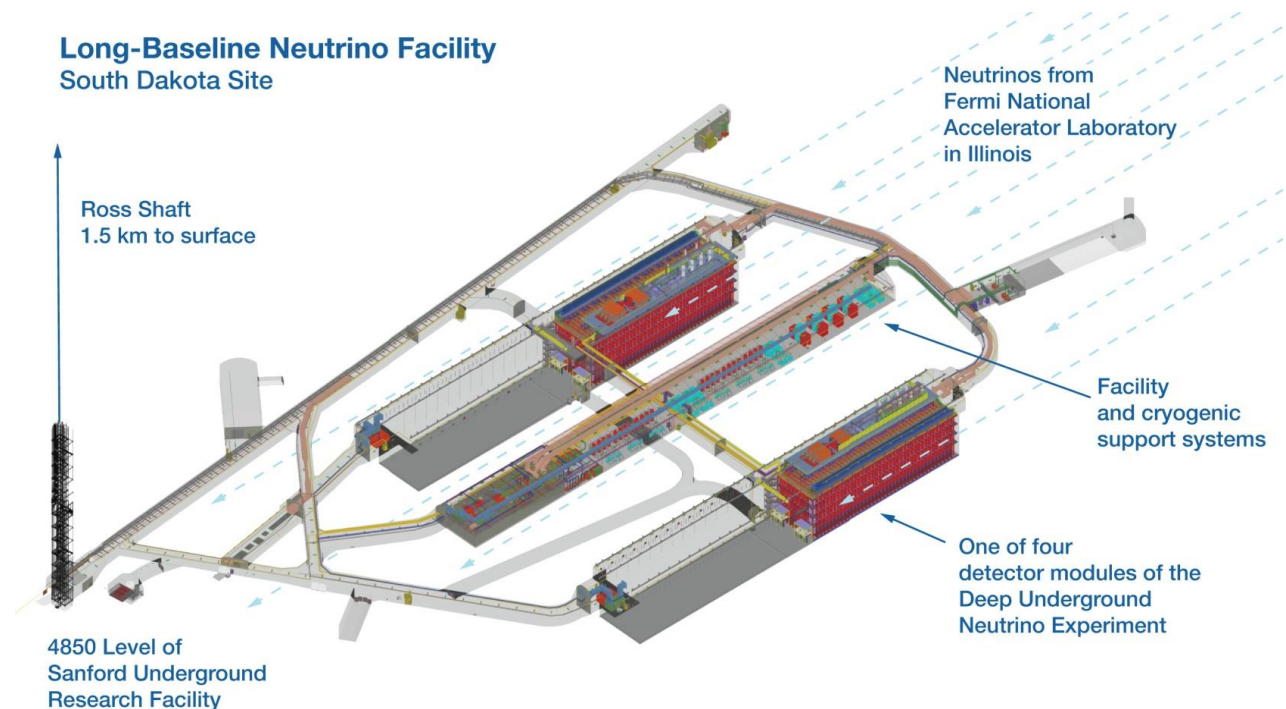 Long-Baseline Neutrino Facility
South Dakota Site
Neutrinos from
Fermi National
Accelerator Laboratory
in Illinois
Ross Shaft
1.5 km to surface
Facility
and cryogenic
support systems
One of four
detector modules of the
Deep Underground
Neutrino Experiment
4850 Level of
Sanford Underground
Research Facility